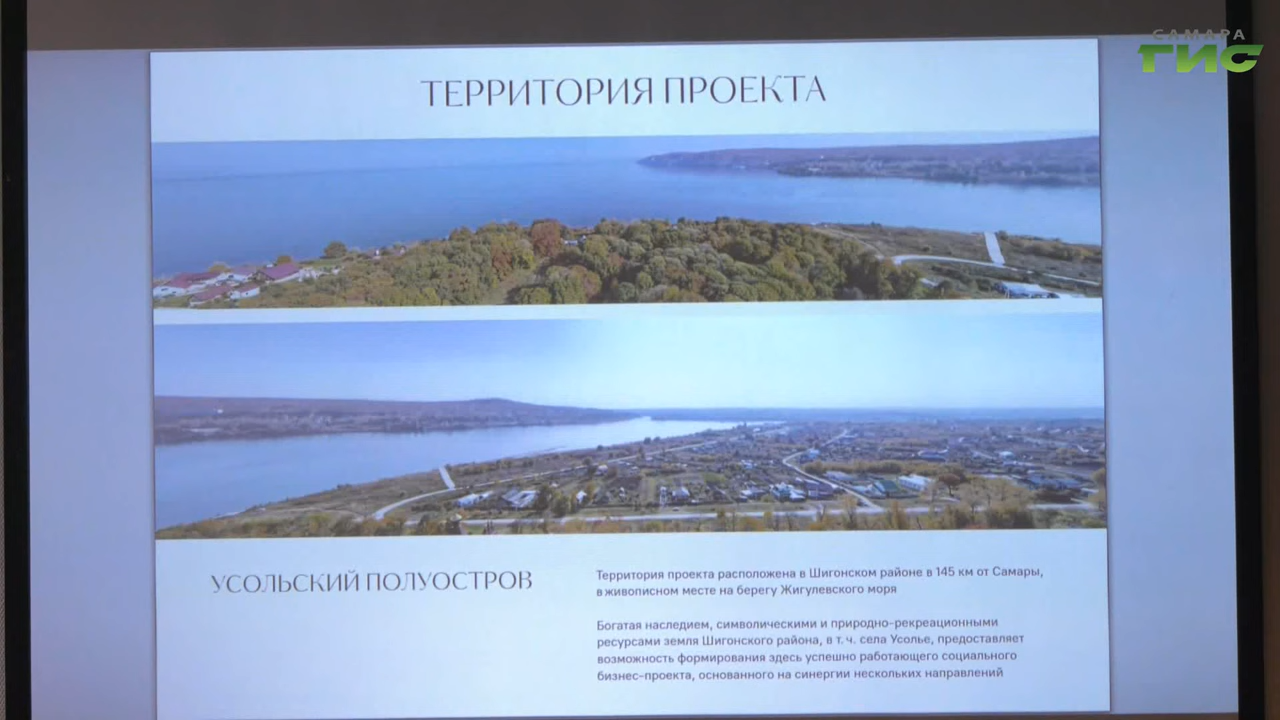 САМАРА
ГИС
ТЕРРИТОРИЯ ПРОЕКТА
УСОЛЬСКИЙ ПОЛУОСТРОВ
Территория проекта расположена в Шигонском районе в 145 км от Самары,
в живописном месте на берегу Жигулевского моря
Богатая наследием, символическими и природно-рекреационными
ресурсами земля Шигонского района, в т. ч. села Усолье, предоставляет
возможность формирования здесь успешно работающего социального
бизнес-проекта, основанного на синергии нескольких направлений